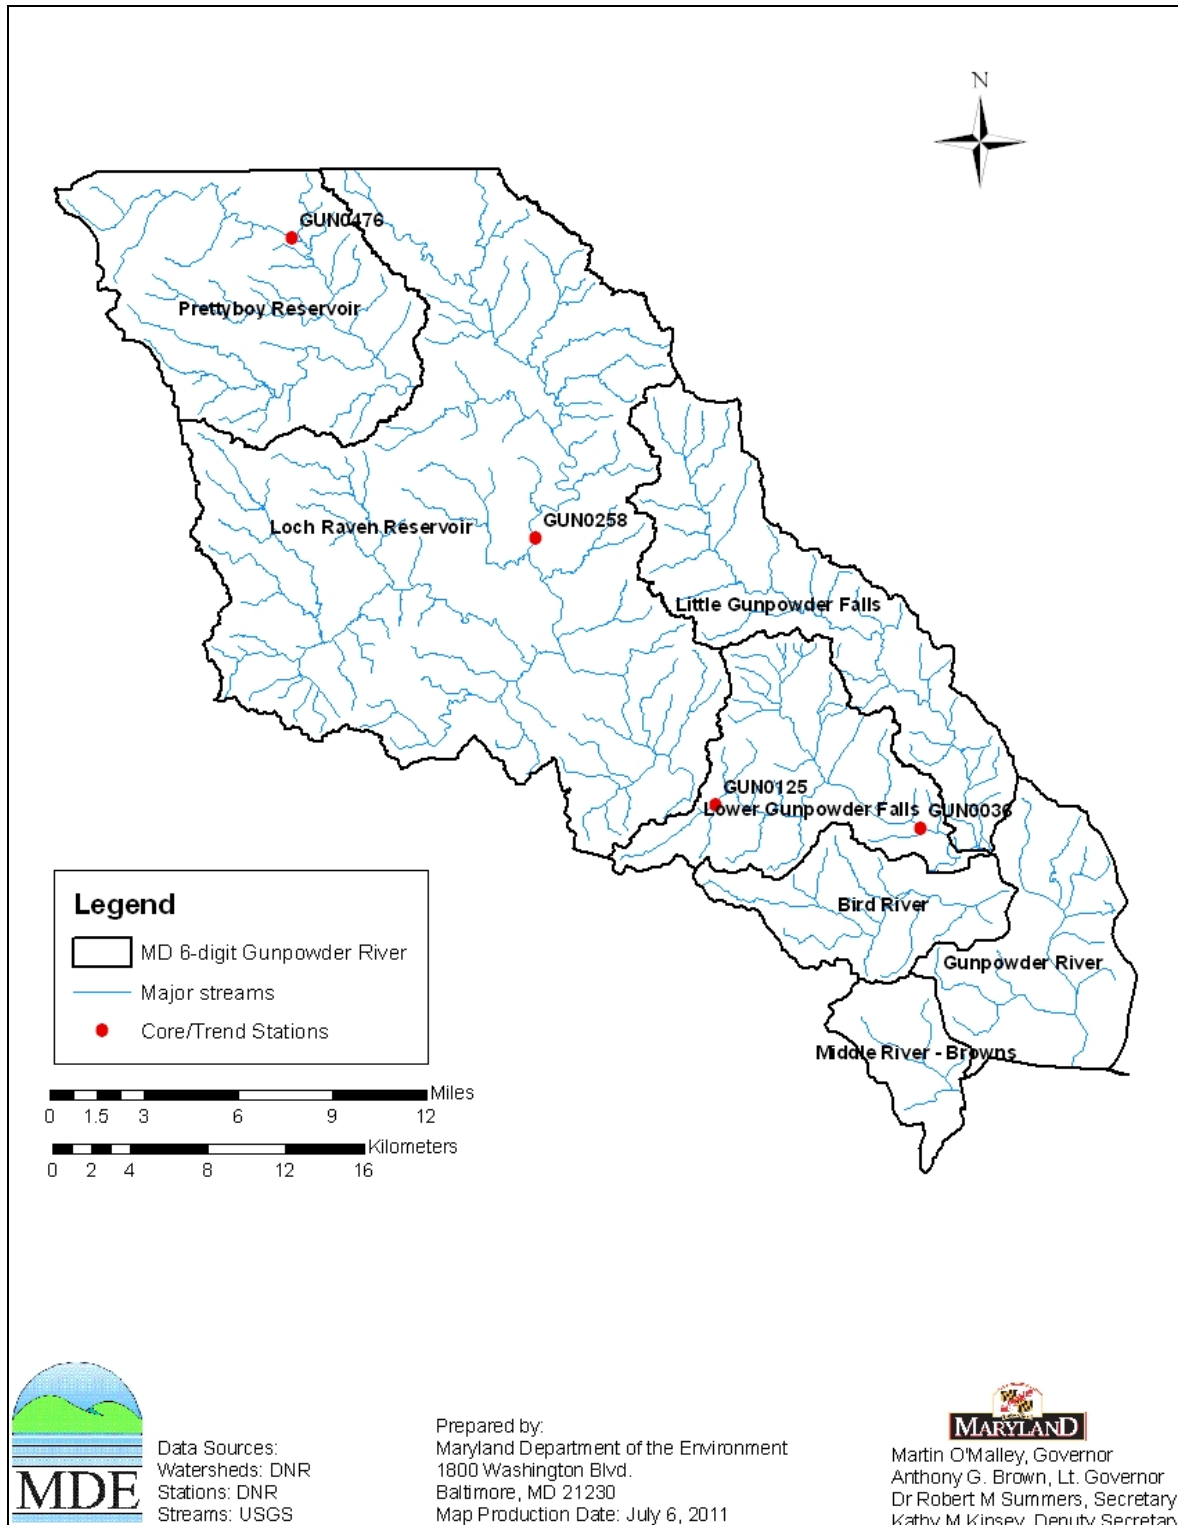 N
GUN0476
Prettyboy Reservoir
GUN0258
Loch Raven Reservoir
Little Gunpowder Falls
GUN0125
Lower Gunpowder Falls
GUN0036
Bird River
Gunpowder River
Middle River - Browns
Legend
MD 6-digit Gunpowder River
Major streams
Core/Trend Stations
Miles
0 1.5 3 6 9 12
Kilometers
0 2 4 8 12 16
MDE
Data Sources:
Watersheds: DNR
Stations: DNR
Streams: USGS
Prepared by:
Maryland Department of the Environment
1800 Washington Blvd.
Baltimore, MD 21230
Map Production Date: July 6, 2011
MARYLAND
Martin O'Malley, Governor
Anthony G. Brown, Lt. Governor
Dr Robert M Summers, Secretary
Kathy M Kinsey, Deputy Secretary